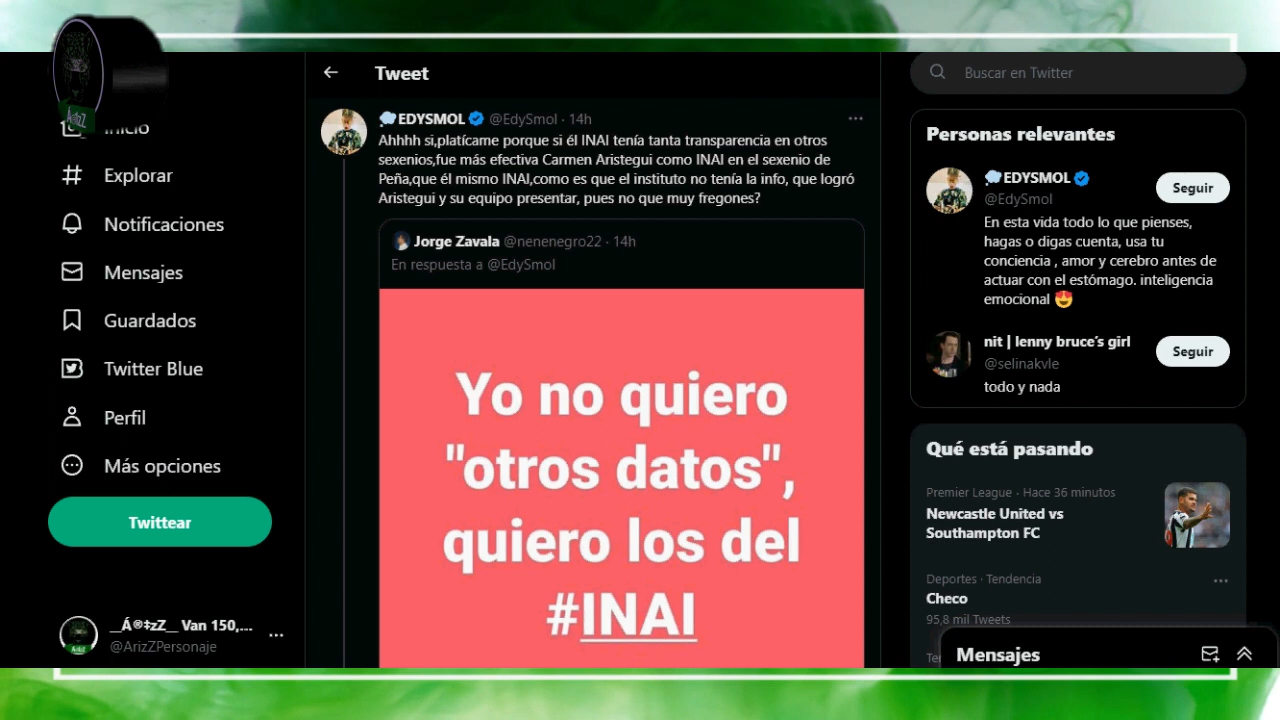 Tweet
Buscar en Twitter
Inicio
Explorar
Notificaciones
Mensajes
Guardados
Twitter Blue
Perfil
Más opciones
Twittear
__Á®‡zZ__ Van 150,...
@ArizZPersonaje
EDYSMOL @EdySmol · 14h
Ahhhh si,platícame porque si él INAI tenía tanta transparencia en otros
sexenios,fue más efectiva Carmen Aristegui como INAI en el sexenio de
Peña,que él mismo INAI,como es que el instituto no tenía la info, que logró
Aristegui y su equipo presentar, pues no que muy fregones?
Jorge Zavala @nenenegro22 · 14h
En respuesta a @EdySmol
Yo no quiero
"otros datos",
quiero los del
#INAI
Personas relevantes
EDYSMOL
@EdySmol
Seguir
En esta vida todo lo que pienses,
hagas o digas cuenta, usa tu
conciencia , amor y cerebro antes de
actuar con el estómago. inteligencia
emocional 😍
nit | lenny bruce's girl
@selinakvle
Seguir
todo y nada
Qué está pasando
Premier League · Hace 36 minutos
Newcastle United vs
Southampton FC
Deportes · Tendencia
Checo
95,8 mil Tweets
Mensajes